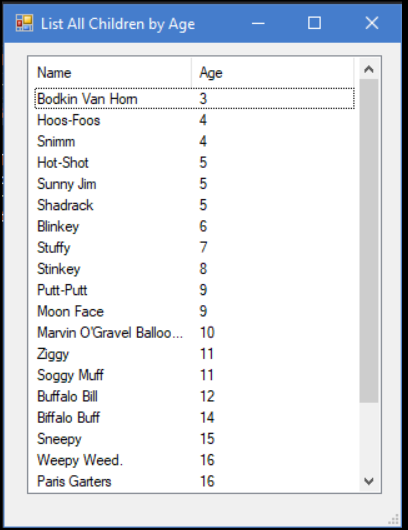 List All Children by Age
Name Age
Bodkin Van Horn 3
Hoos-Foos 4
Snimm 4
Hot-Shot 5
Sunny Jim 5
Shadrack 5
Blinkey 6
Stuffy 7
Stinkey 8
Putt-Putt 9
Moon Face 9
Marvin O'Gravel Balloo... 10
Ziggy 11
Soggy Muff 11
Buffalo Bill 12
Biffalo Buff 14
Sneepy 15
Weepy Weed. 16
Paris Garters 16